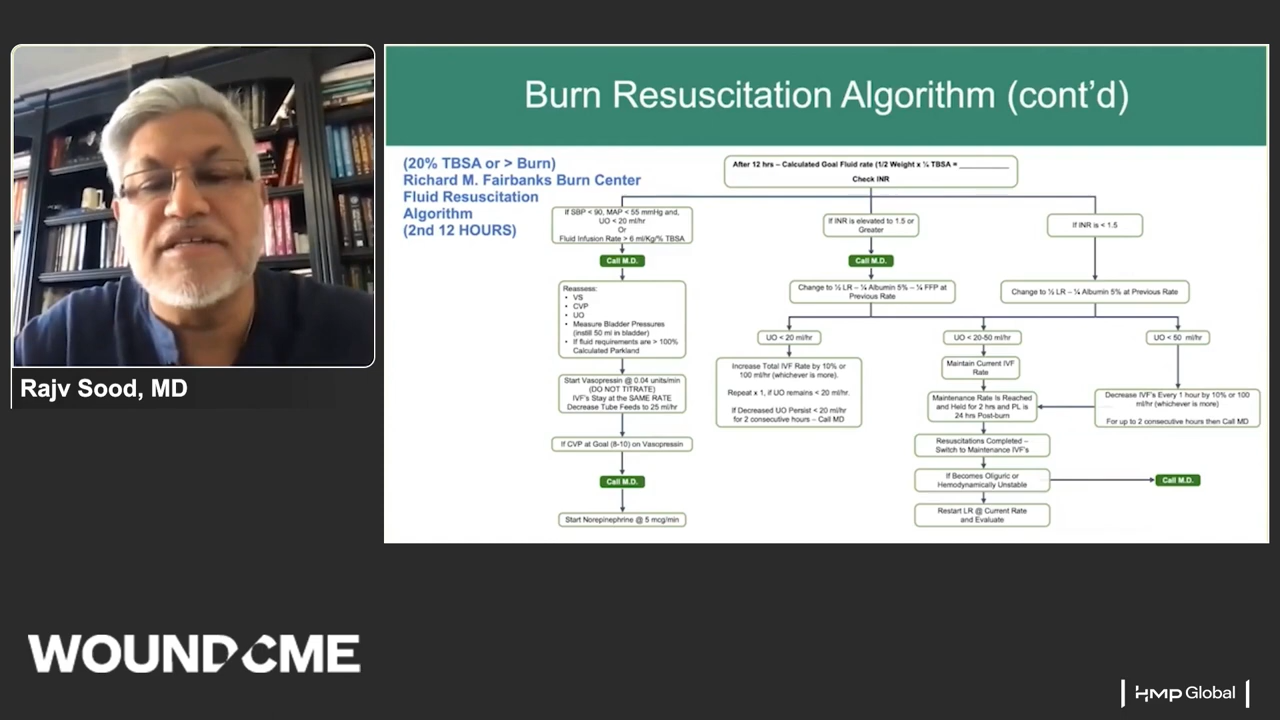 Burn Resuscitation Algorithm (cont’d)
(20% TBSA or > Burn)
Richard M. Fairbanks Burn Center
Fluid Resuscitation
Algorithm
(2nd 12 HOURS)
After 12 hrs – Calculated Goal Fluid rate (1/2 Weight x ¼ TBSA = ____________
Check INR
If SBP < 90, MAP < 55 mmHg and,
UO < 20 ml/hr
Or
Fluid Infusion Rate > 6 ml/Kg/% TBSA
Call M.D.
Reassess:
• VS
• CVP
• UO
• Measure Bladder Pressures
(instill 50 ml in bladder)
• If fluid requirements are > 100%
Calculated Parkland
Start Vasopressin @ 0.04 units/min
(DO NOT TITRATE)
IVF's Stay at the SAME RATE
Decrease Tube Feeds to 25 ml/hr
If CVP at Goal (8-10) on Vasopressin
Call M.D.
Start Norepinephrine @ 5 mcg/min
If INR is elevated to 1.5 or
Greater
Call M.D.
Change to ½ LR – ¼ Albumin 5% – ¼ FFP at
Previous Rate
If INR is < 1.5
Change to ½ LR – ¼ Albumin 5% at Previous Rate
UO < 20 ml/hr
Increase Total IVF Rate by 10% or
100 ml/hr (whichever is more).
Repeat x 1, if UO remains < 20 ml/hr.
If Decreased UO Persist < 20 ml/hr
for 2 consecutive hours – Call MD
UO < 20-50 ml/hr
Maintain Current IVF
Rate
Maintenance Rate Is Reached
and Held for 2 hrs and PL is
24 hrs Post-burn
Resuscitations Completed –
Switch to Maintenance IVF's
If Becomes Oliguric or
Hemodynamically Unstable
Call M.D.
Restart LR @ Current Rate
and Evaluate
UO < 50 ml/hr
Decrease IVF's Every 1 hour by 10% or 100
ml/hr (whichever is more)
For up to 2 consecutive hours then Call MD
Rajv Sood, MD
WOUNDCME
HMP Global